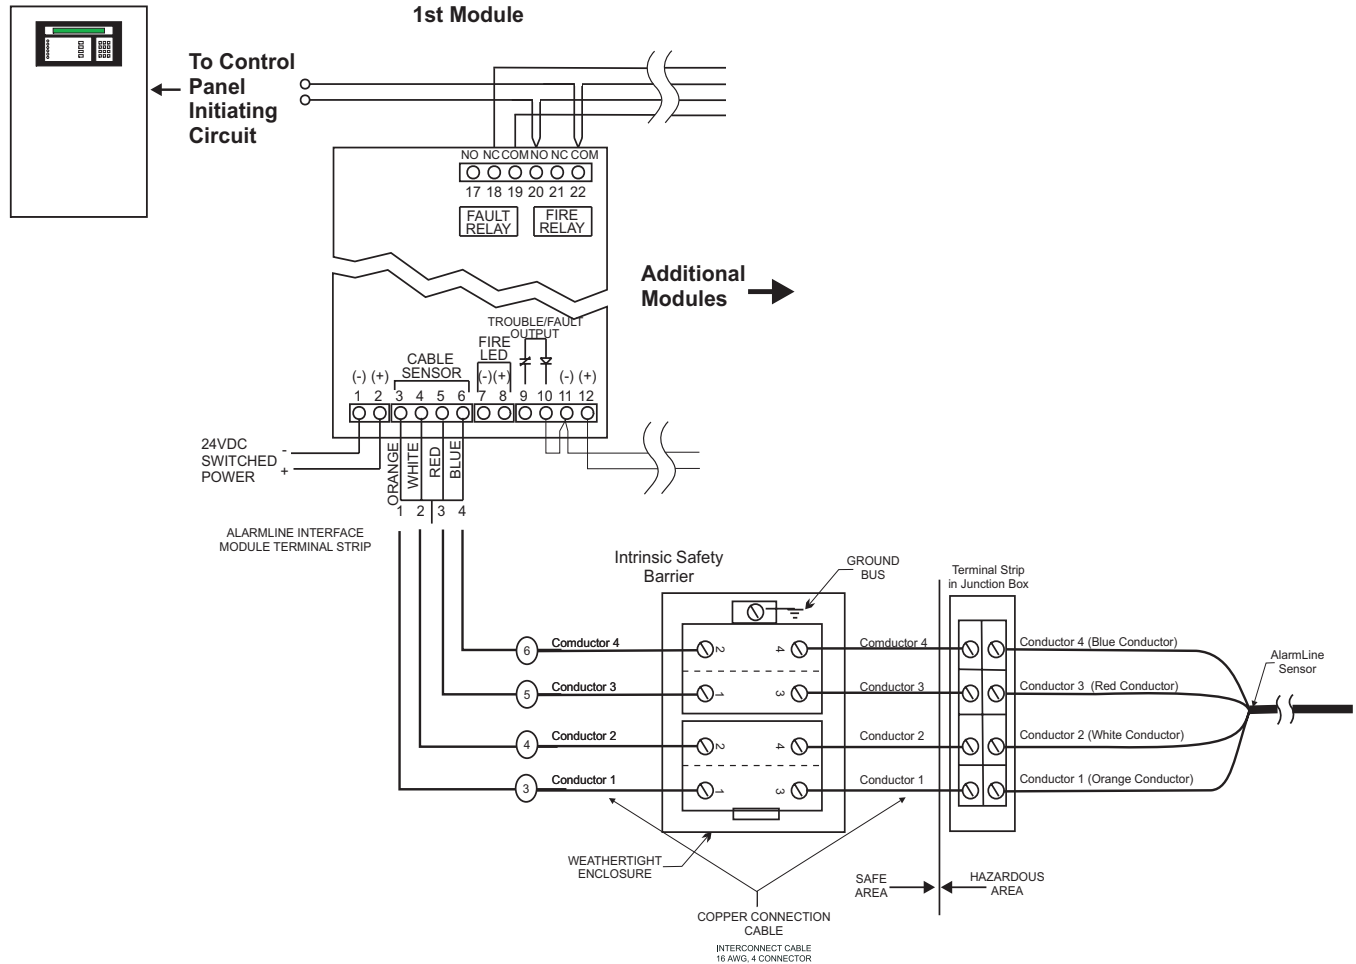 1st Module
To Control
Panel
Initiating
Circuit
NO NC COM NO NC COM
17 18 19 20 21 22
FAULT
RELAY
FIRE
RELAY
Additional
Modules
TROUBLE/FAULT
OUTPUT
FIRE
LED
CABLE
SENSOR
(-) (+) (-) (+) (-) (+)
1 2 3 4 5 6 7 8 9 10 11 12
24VDC
SWITCHED
POWER
-
+
ORANGE
WHITE
RED
BLUE
1 2 3 4
ALARMLINE INTERFACE
MODULE TERMINAL STRIP
Intrinsic Safety
Barrier
GROUND
BUS
Terminal Strip
in Junction Box
6 Comductor 4 2 4 Comductor 4 Conductor 4 (Blue Conductor)
AlarmLine
Sensor
5 Conductor 3 1 3 Conductor 3 Conductor 3 (Red Conductor)
4 Conductor 2 2 4 Conductor 2 Conductor 2 (White Conductor)
3 Conductor 1 1 3 Conductor 1 Conductor 1 (Orange Conductor)
WEATHERTIGHT
ENCLOSURE
SAFE
AREA
HAZARDOUS
AREA
COPPER CONNECTION
CABLE
INTERCONNECT CABLE
16 AWG, 4 CONNECTOR